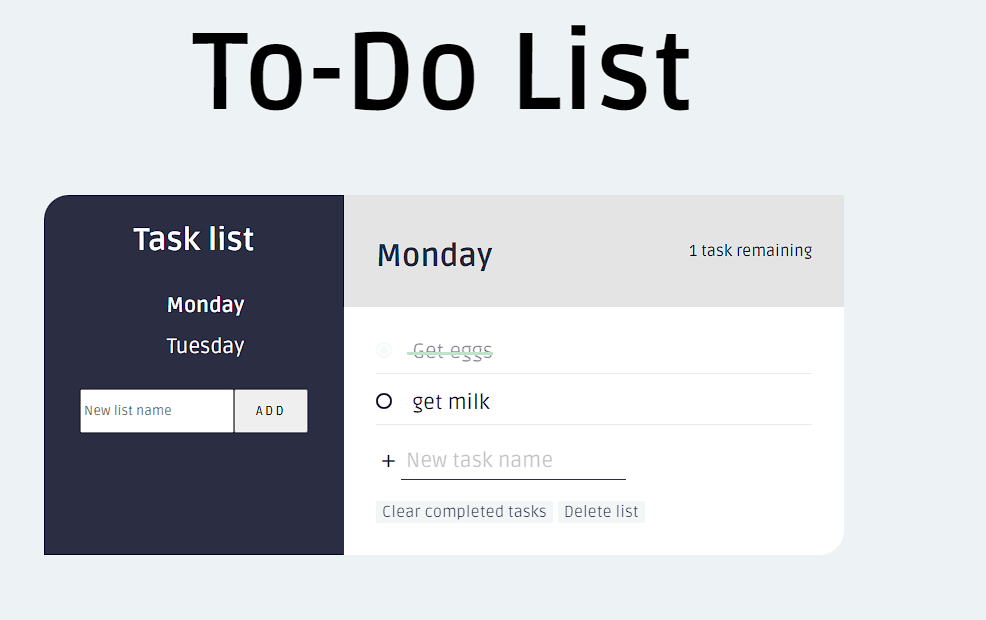 To-Do List
Task list
Monday
Tuesday
New list name ADD
Monday
1 task remaining
Get eggs
get milk
+ New task name
Clear completed tasks Delete list